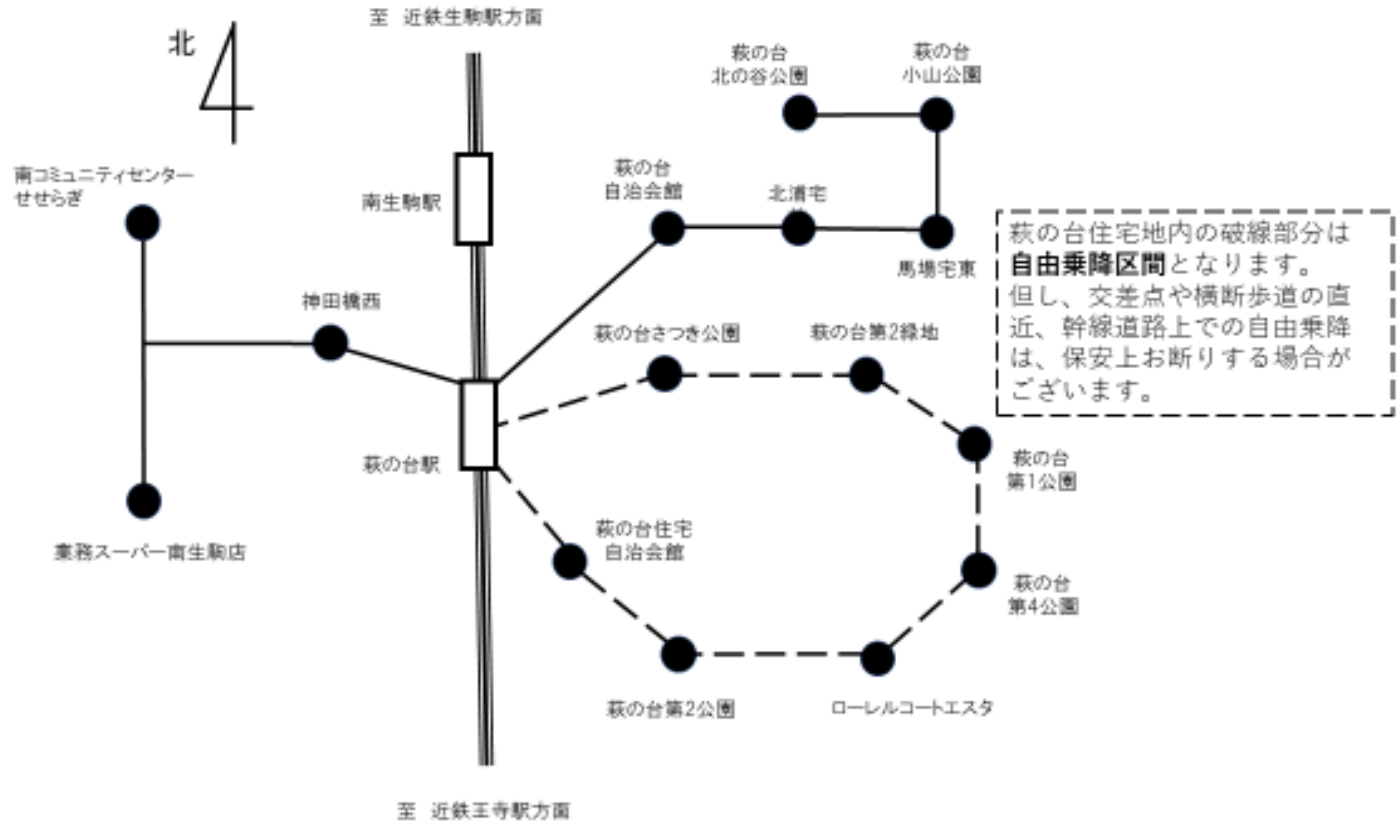 至 近鉄生駒駅方面
北
萩の台
北の谷公園
萩の台
小山公園
南コミュニティセンター
せせらぎ
萩の台
自治会館
北浦宅
南生駒駅
馬場宅東
萩の台住宅地内の破線部分は
自由乗降区間となります。
但し、交差点や横断歩道の直
近、幹線道路上での自由乗降
は、保安上お断りする場合が
ございます。
神田橋西
萩の台さつき公園
萩の台第2緑地
萩の台駅
萩の台
第1公園
業務スーパー南生駒店
萩の台住宅
自治会館
萩の台
第4公園
萩の台第2公園
ローレルコートエスタ
至 近鉄王寺駅方面